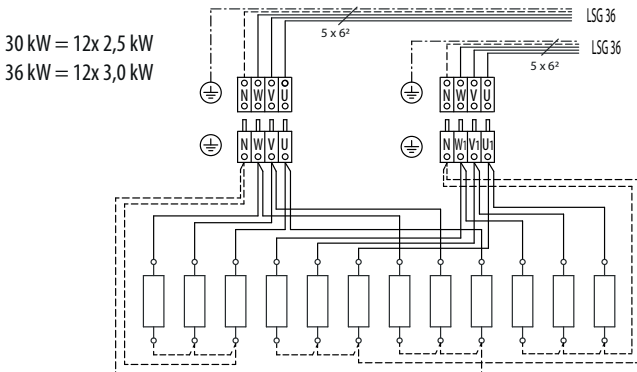 LSG 36
5 x 6²
30 kW = 12x 2,5 kW
36 kW = 12x 3,0 kW
LSG 36
5 x 6²
N W V U
N W V U
N W V U
N W1 V1 U1